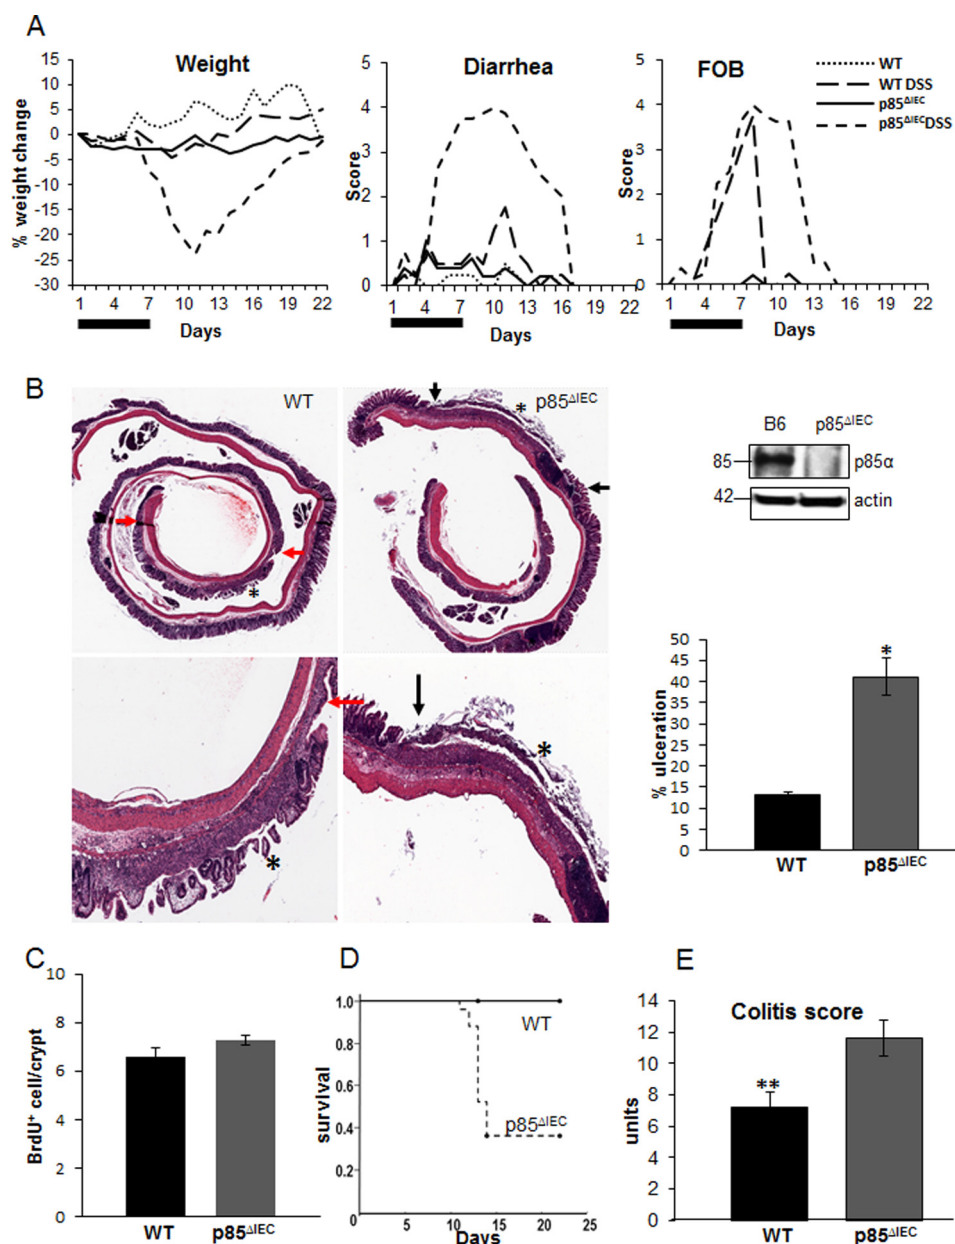 A
Weight
% weight change
15
10
5
0
-5
-10
-15
-20
-25
-30
1 4 7 10 13 16 19 22
Days
Diarrhea
Score
5
4
3
2
1
0
1 4 7 10 13 16 19 22
Days
FOB
Score
5
4
3
2
1
0
1 4 7 10 13 16 19 22
Days
WT
WT DSS
p85ΔIEC
p85ΔIEC DSS
B
WT
*
p85ΔIEC
*
*
*
B6 p85ΔIEC
85 p85α
42 actin
% ulceration
50
45
40
35
30
25
20
15
10
5
0
*
WT p85ΔIEC
C
BrdU+ cell/crypt
10
8
6
4
2
0
WT p85ΔIEC
D
survival
1.0
0.8
0.6
0.4
0.2
0
0 5 10 15 20 25
Days
WT
p85ΔIEC
E
Colitis score
units
14
12
10
8
6
4
2
0
**
WT p85ΔIEC